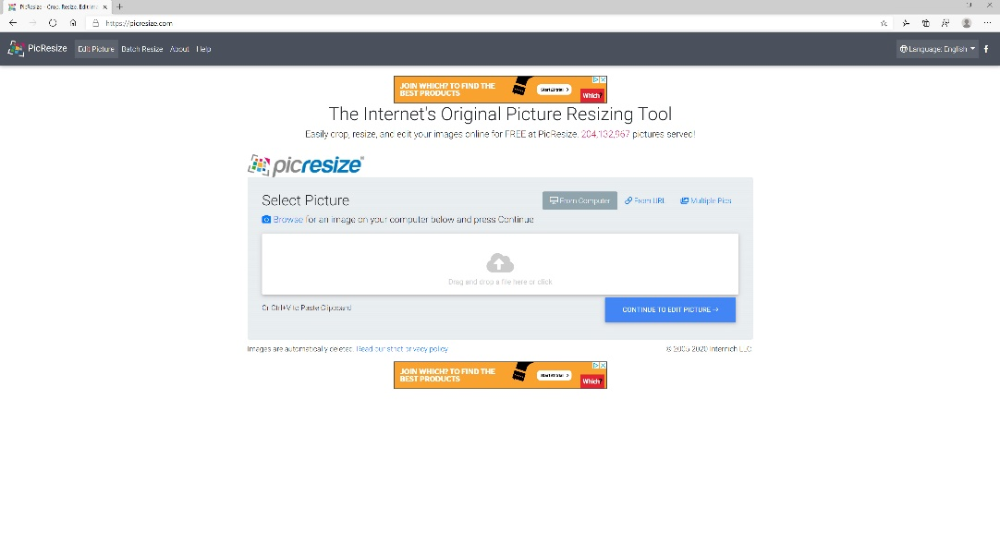 PicResize - Crop, Resize, Edit Ima
https://picresize.com
PicResize Edit Picture Batch Resize About Help Language: English
JOIN WHICH? TO FIND THE BEST PRODUCTS Start £1 trial > Which?
The Internet's Original Picture Resizing Tool
Easily crop, resize, and edit your images online for FREE at PicResize. 204,132,967 pictures served!
picresize
Select Picture From Computer From URL Multiple Pics
Browse for an image on your computer below and press Continue
Drag and drop a file here or click
Or Ctrl+V to Paste Clipboard CONTINUE TO EDIT PICTURE →
Images are automatically deleted. Read our strict privacy policy © 2005-2020 Internich LLC
JOIN WHICH? TO FIND THE BEST PRODUCTS Start £1 trial > Which?